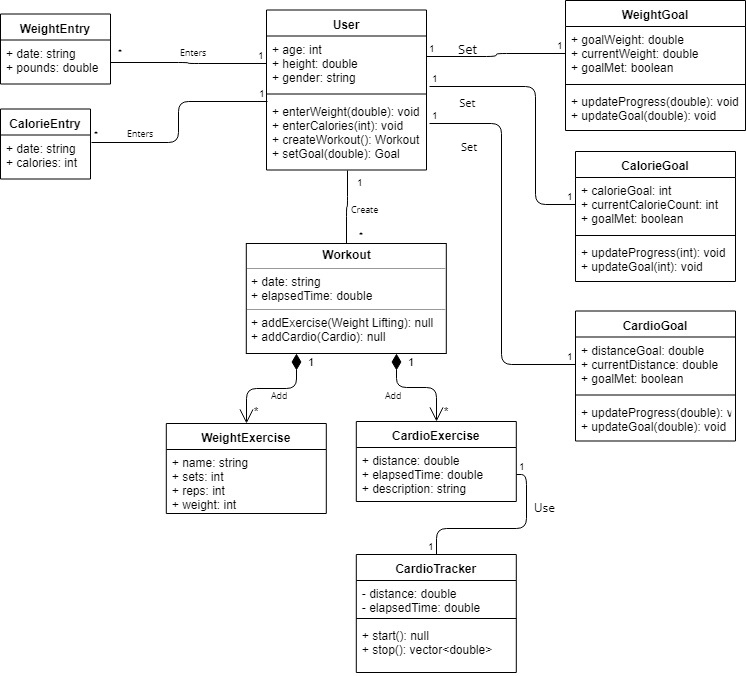 WeightEntry
+ date: string
+ pounds: double
*
Enters
1
User
+ age: int
+ height: double
+ gender: string
+ enterWeight(double): void
+ enterCalories(int): void
+ createWorkout(): Workout
+ setGoal(double): Goal
1
Set
1
WeightGoal
+ goalWeight: double
+ currentWeight: double
+ goalMet: boolean
+ updateProgress(double): void
+ updateGoal(double): void
CalorieEntry
+ date: string
+ calories: int
*
Enters
1
1
Set
1
CalorieGoal
+ calorieGoal: int
+ currentCalorieCount: int
+ goalMet: boolean
+ updateProgress(int): void
+ updateGoal(int): void
1
Set
1
CardioGoal
+ distanceGoal: double
+ currentDistance: double
+ goalMet: boolean
+ updateProgress(double): v
+ updateGoal(double): void
1
Create
*
Workout
+ date: string
+ elapsedTime: double
+ addExercise(Weight Lifting): null
+ addCardio(Cardio): null
1
Add
*
1
Add
*
WeightExercise
+ name: string
+ sets: int
+ reps: int
+ weight: int
CardioExercise
+ distance: double
+ elapsedTime: double
+ description: string
1
Use
1
CardioTracker
- distance: double
- elapsedTime: double
+ start(): null
+ stop(): vector<double>